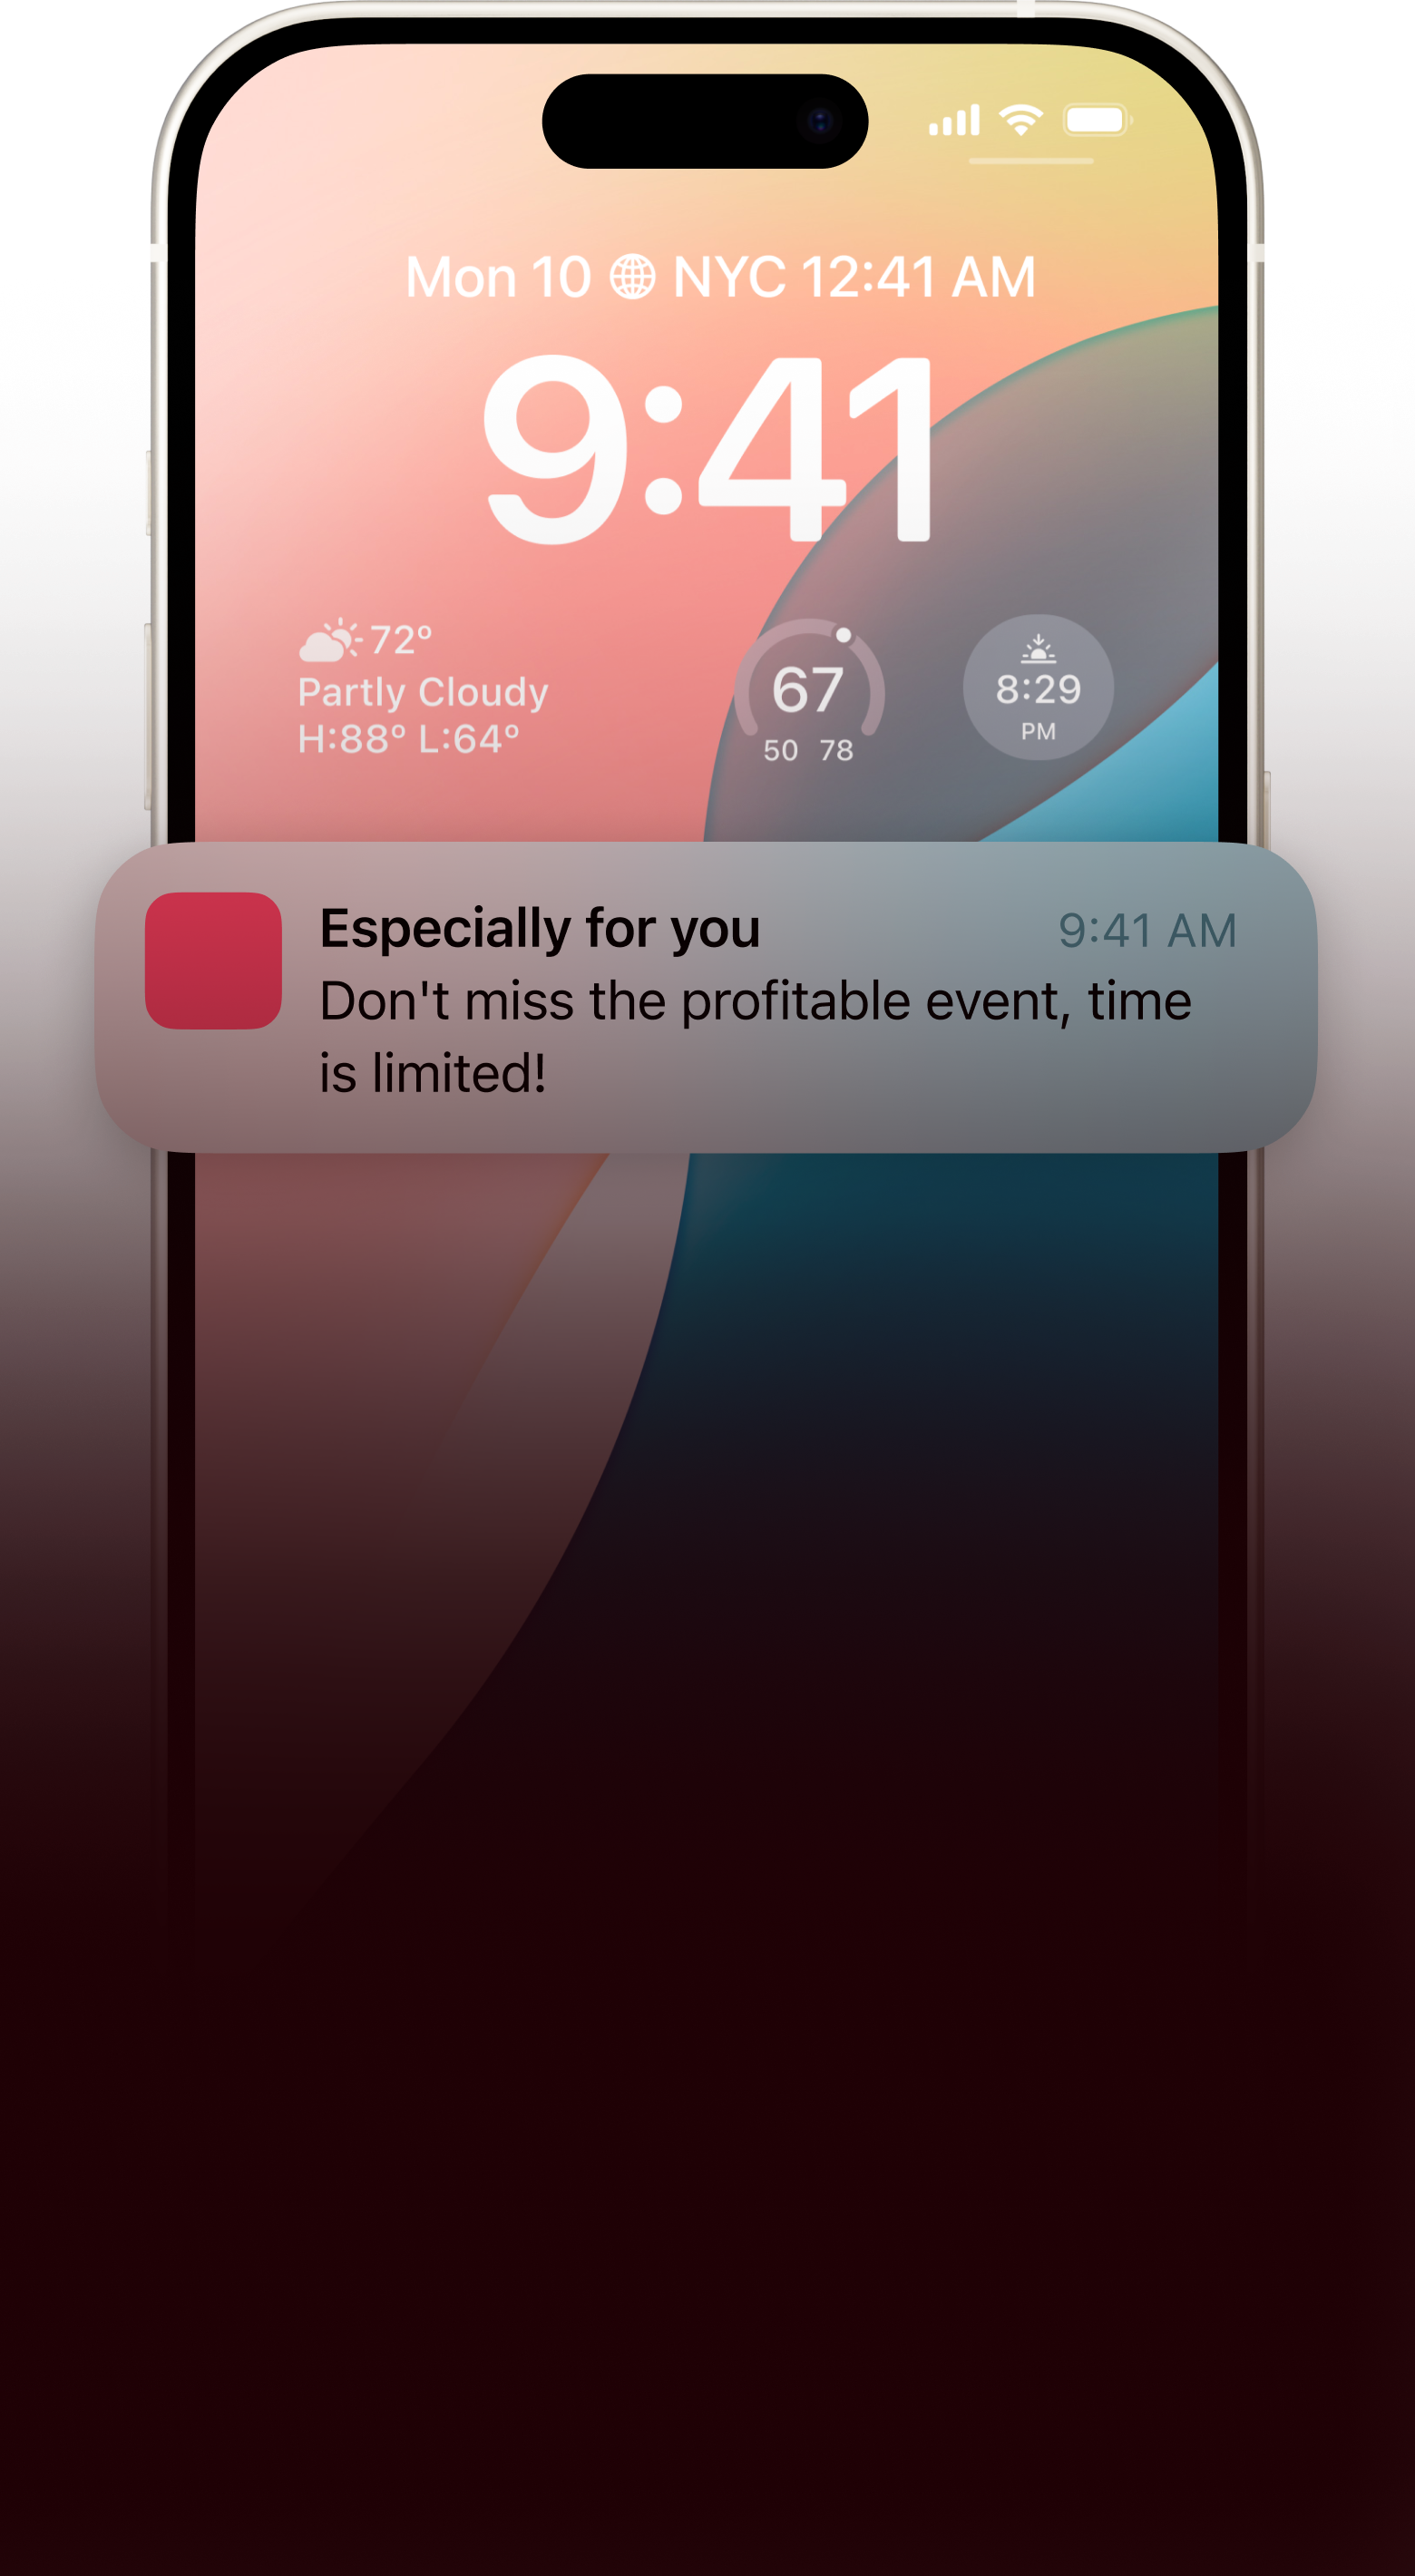 Mon 10 NYC 12:41 AM
9:41
72°
Partly Cloudy
H:88° L:64°
67
50 78
8:29
PM
Especially for you 9:41 AM
Don't miss the profitable event, time
is limited!